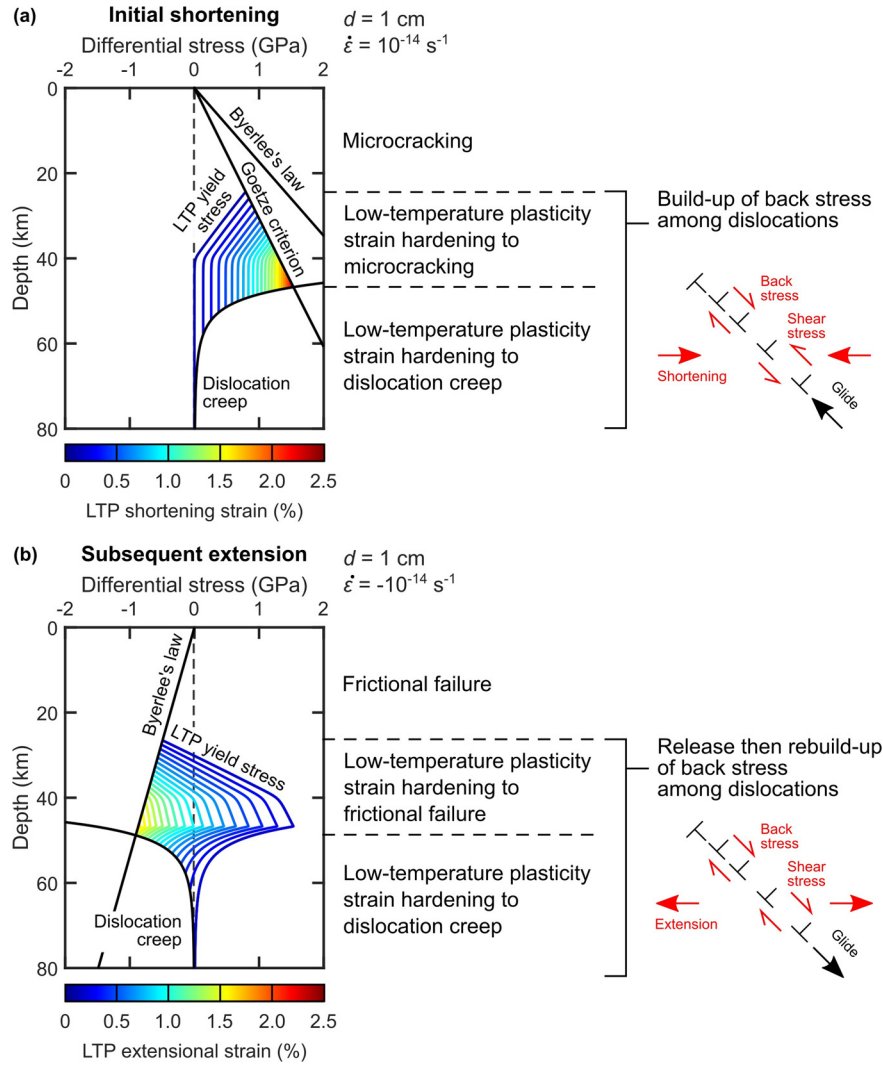 (a)
Initial shortening
Differential stress (GPa)
d = 1 cm
ε̇ = 10⁻¹⁴ s⁻¹
-2 -1 0 1 2
0
20
40
60
80
Depth (km)
Byerlee's law
Goetze criterion
LTP yield
stress
Dislocation
creep
Microcracking
Low-temperature plasticity
strain hardening to
microcracking
Low-temperature plasticity
strain hardening to
dislocation creep
Build-up of back stress
among dislocations
Back
stress
Shear
stress
Shortening
Glide
0 0.5 1.0 1.5 2.0 2.5
LTP shortening strain (%)
(b)
Subsequent extension
Differential stress (GPa)
d = 1 cm
ε̇ = -10⁻¹⁴ s⁻¹
-2 -1 0 1 2
0
20
40
60
80
Depth (km)
Byerlee's law
LTP yield stress
Dislocation
creep
Frictional failure
Low-temperature plasticity
strain hardening to
frictional failure
Low-temperature plasticity
strain hardening to
dislocation creep
Release then rebuild-up
of back stress
among dislocations
Back
stress
Shear
stress
Extension
Glide
0 0.5 1.0 1.5 2.0 2.5
LTP extensional strain (%)